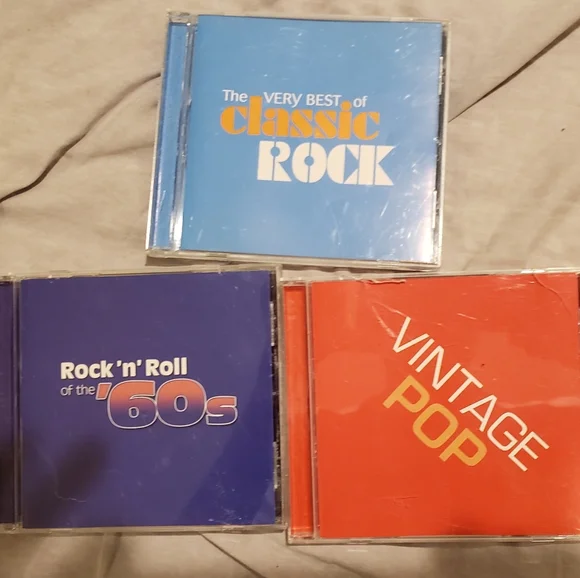 The VERY BEST of
classic
ROCK
Rock 'n' Roll
of the '60s
VINTAGE
POP